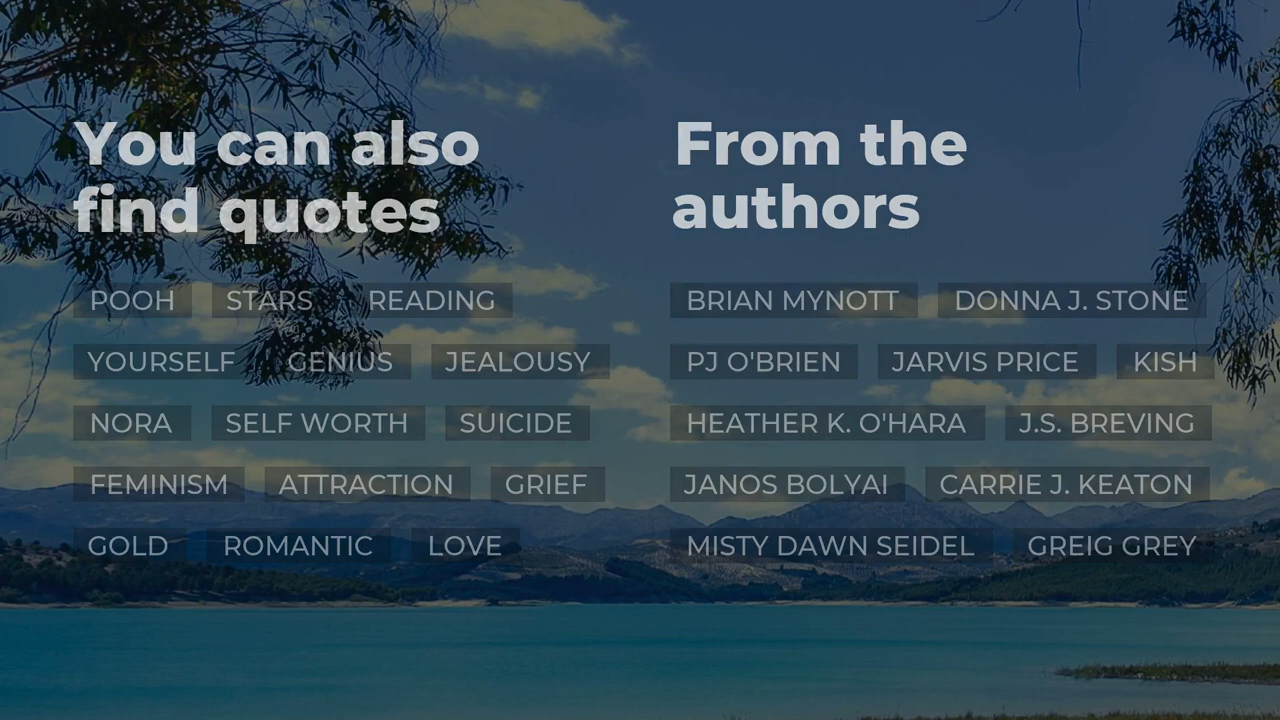 You can also
find quotes
POOH STARS READING
YOURSELF GENIUS JEALOUSY
NORA SELF WORTH SUICIDE
FEMINISM ATTRACTION GRIEF
GOLD ROMANTIC LOVE
From the
authors
BRIAN MYNOTT DONNA J. STONE
PJ O'BRIEN JARVIS PRICE KISH
HEATHER K. O'HARA J.S. BREVING
JANOS BOLYAI CARRIE J. KEATON
MISTY DAWN SEIDEL GREIG GREY